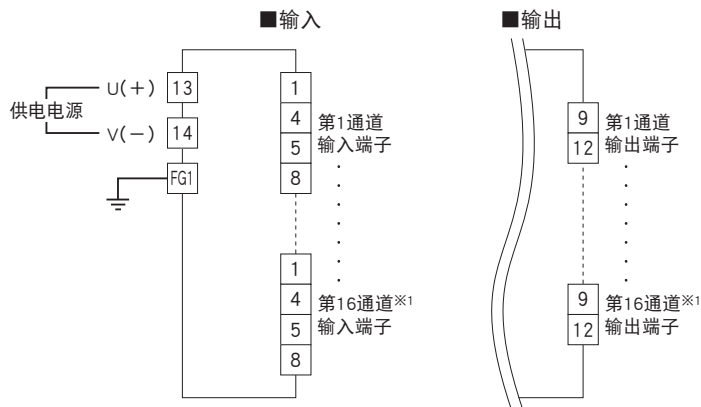 ■输入
供电电源
U(+)
V(−)
13
14
FG1
1
4
5
8
第1通道
输入端子
1
4
5
8
第16通道※1
输入端子
■输出
9
12
第1通道
输出端子
9
12
第16通道※1
输出端子